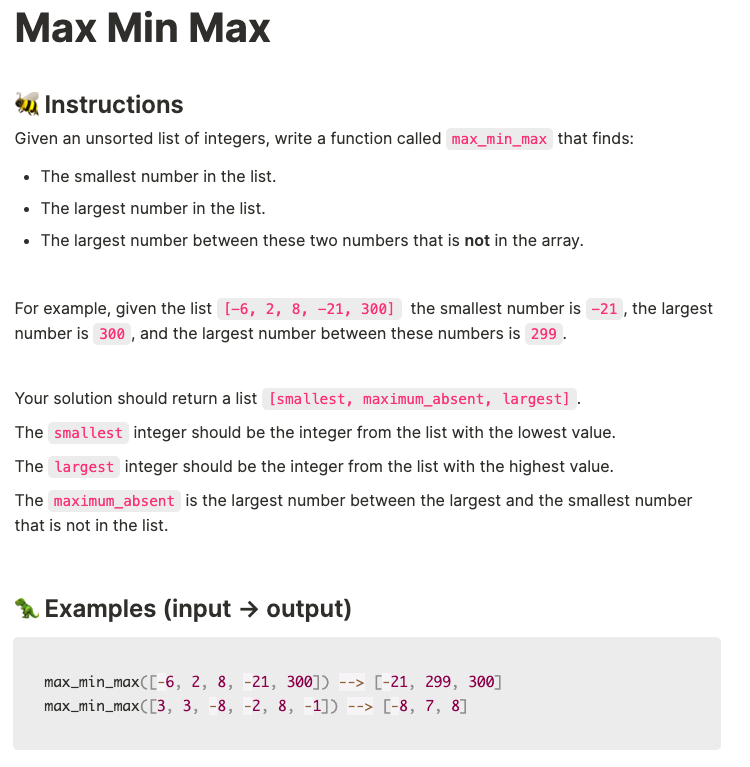 Max Min Max
🐝 Instructions
Given an unsorted list of integers, write a function called max_min_max that finds:
• The smallest number in the list.
• The largest number in the list.
• The largest number between these two numbers that is not in the array.
For example, given the list [-6, 2, 8, -21, 300] the smallest number is -21, the largest
number is 300, and the largest number between these numbers is 299.
Your solution should return a list [smallest, maximum_absent, largest].
The smallest integer should be the integer from the list with the lowest value.
The largest integer should be the integer from the list with the highest value.
The maximum_absent is the largest number between the largest and the smallest number
that is not in the list.
🦖 Examples (input → output)
max_min_max([-6, 2, 8, -21, 300]) --> [-21, 299, 300]
max_min_max([3, 3, -8, -2, 8, -1]) --> [-8, 7, 8]